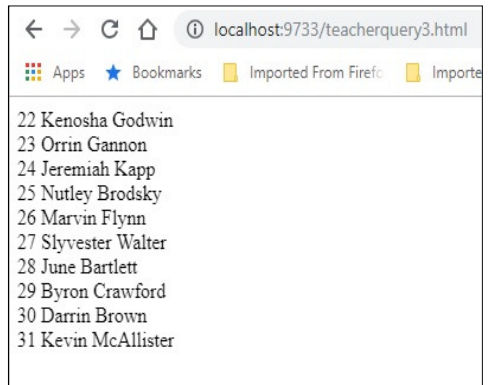 localhost:9733/teacherquery3.html
Apps Bookmarks Imported From Firefo Importe
22 Kenosha Godwin
23 Orrin Gannon
24 Jeremiah Kapp
25 Nutley Brodsky
26 Marvin Flynn
27 Slyvester Walter
28 June Bartlett
29 Byron Crawford
30 Darrin Brown
31 Kevin McAllister